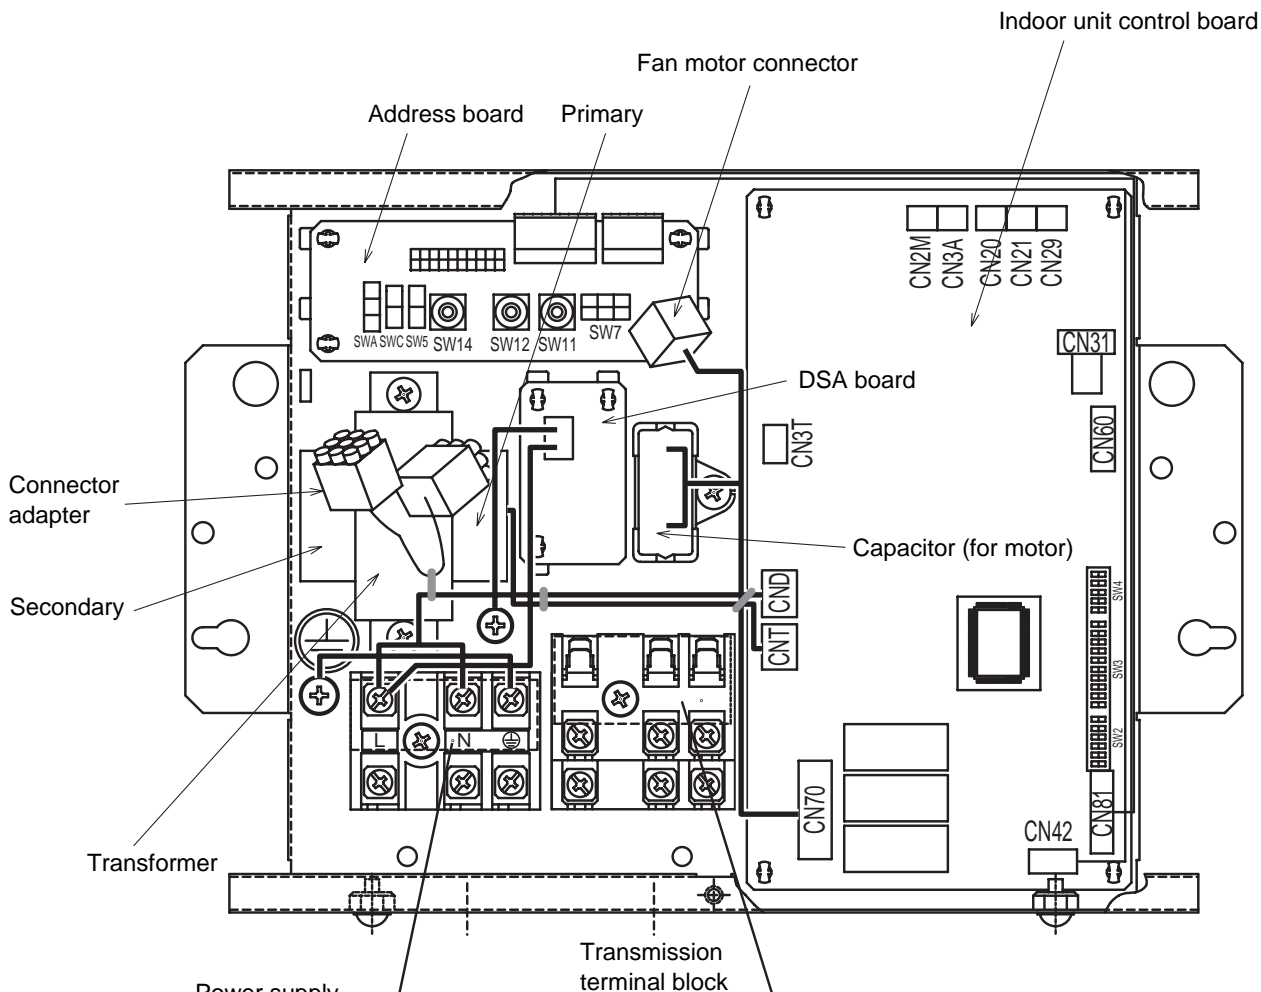 Indoor unit control board
Fan motor connector
Address board
Primary
CN2M
CN3A
CN20
CN21
CN29
SWA
SWC
SW5
SW14
SW12
SW11
SW7
CN31
DSA board
CN3T
CN60
Connector
adapter
Capacitor (for motor)
Secondary
CND
CNT
SW4
SW3
SW2
L
N
CN70
CN81
CN42
Transformer
Transmission
terminal block
Power supply